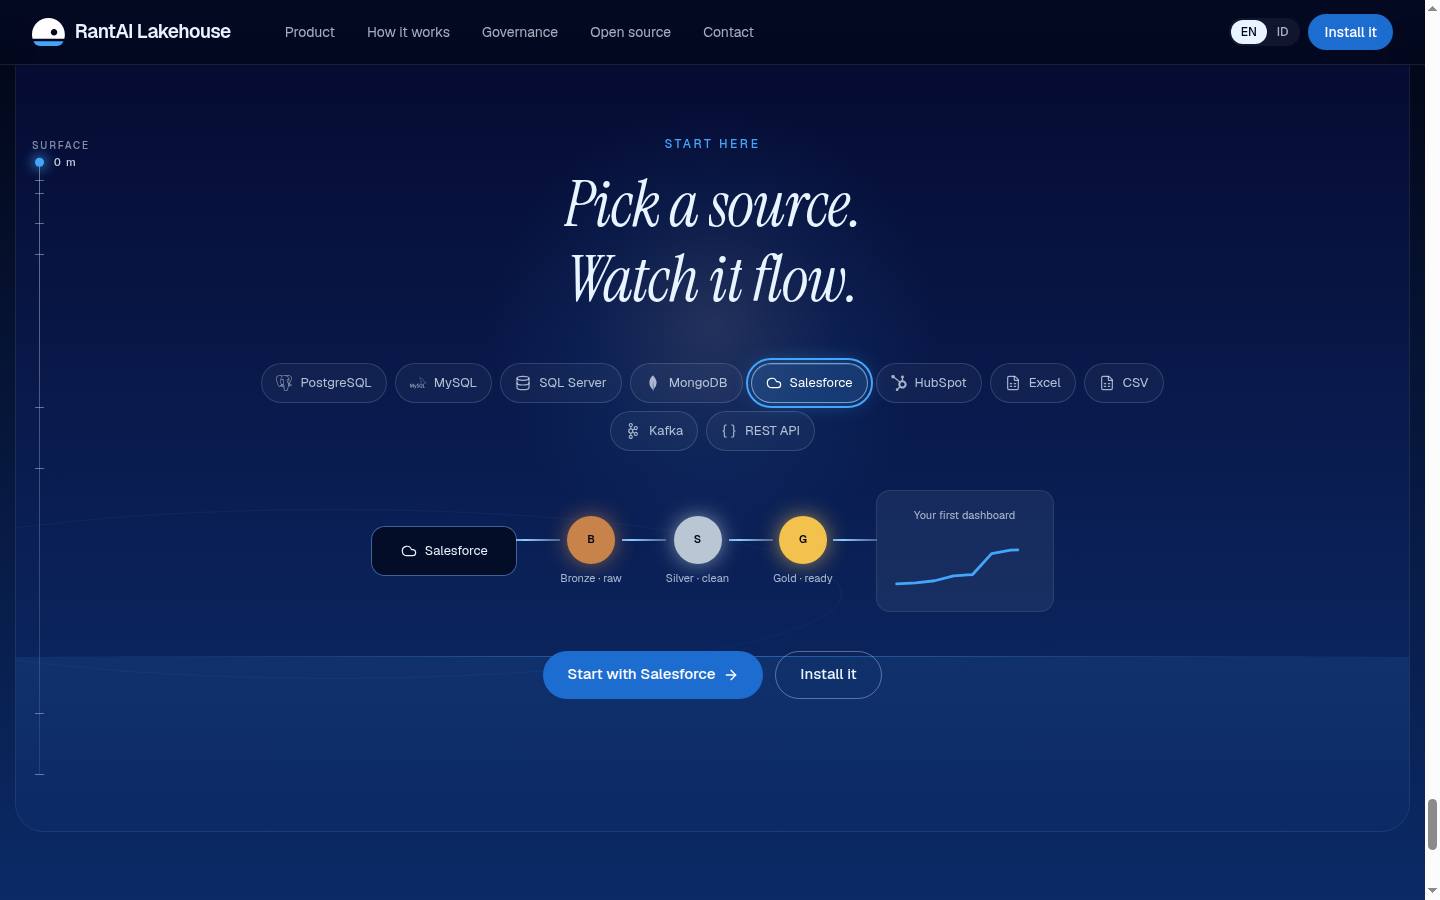 RantAI Lakehouse
Product
How it works
Governance
Open source
Contact
EN
ID
Install it
SURFACE
0 m
START HERE
Pick a source.
Watch it flow.
PostgreSQL
MySQL
MySQL
SQL Server
MongoDB
Salesforce
HubSpot
Excel
CSV
Kafka
REST API
Salesforce
B
Bronze · raw
S
Silver · clean
G
Gold · ready
Your first dashboard
Start with Salesforce
Install it